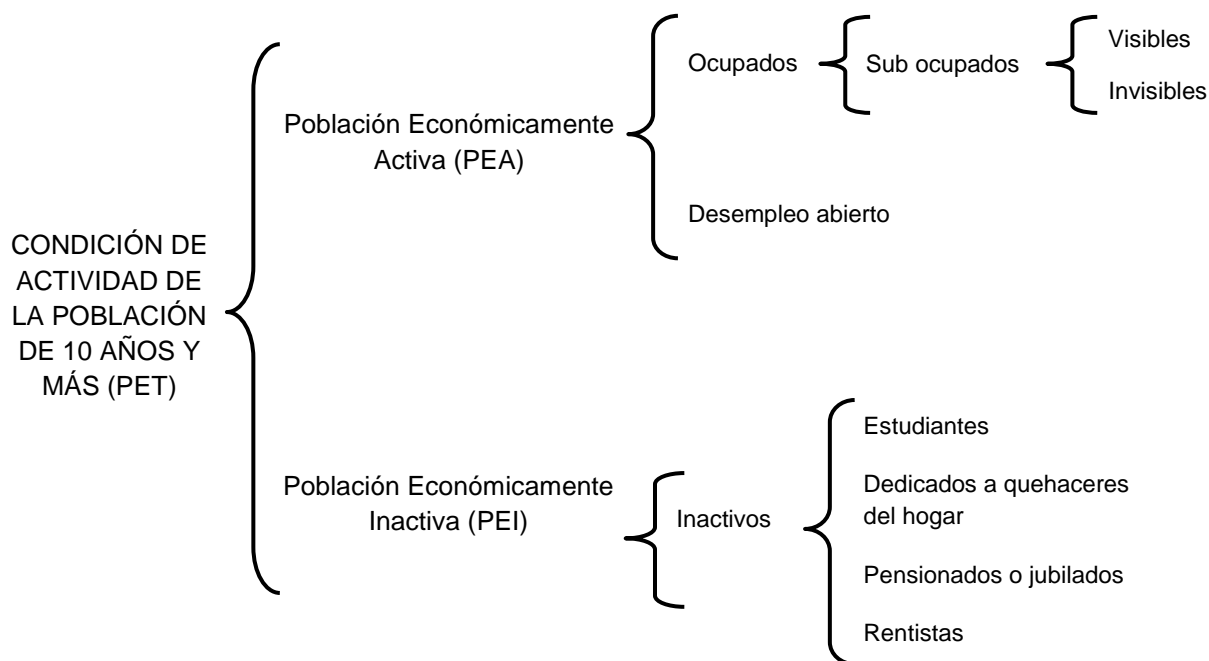 CONDICIÓN DE
ACTIVIDAD DE
LA POBLACIÓN
DE 10 AÑOS Y
MÁS (PET)
Población Económicamente
Activa (PEA)
Ocupados
Sub ocupados
Visibles
Invisibles
Desempleo abierto
Población Económicamente
Inactiva (PEI)
Inactivos
Estudiantes
Dedicados a quehaceres
del hogar
Pensionados o jubilados
Rentistas